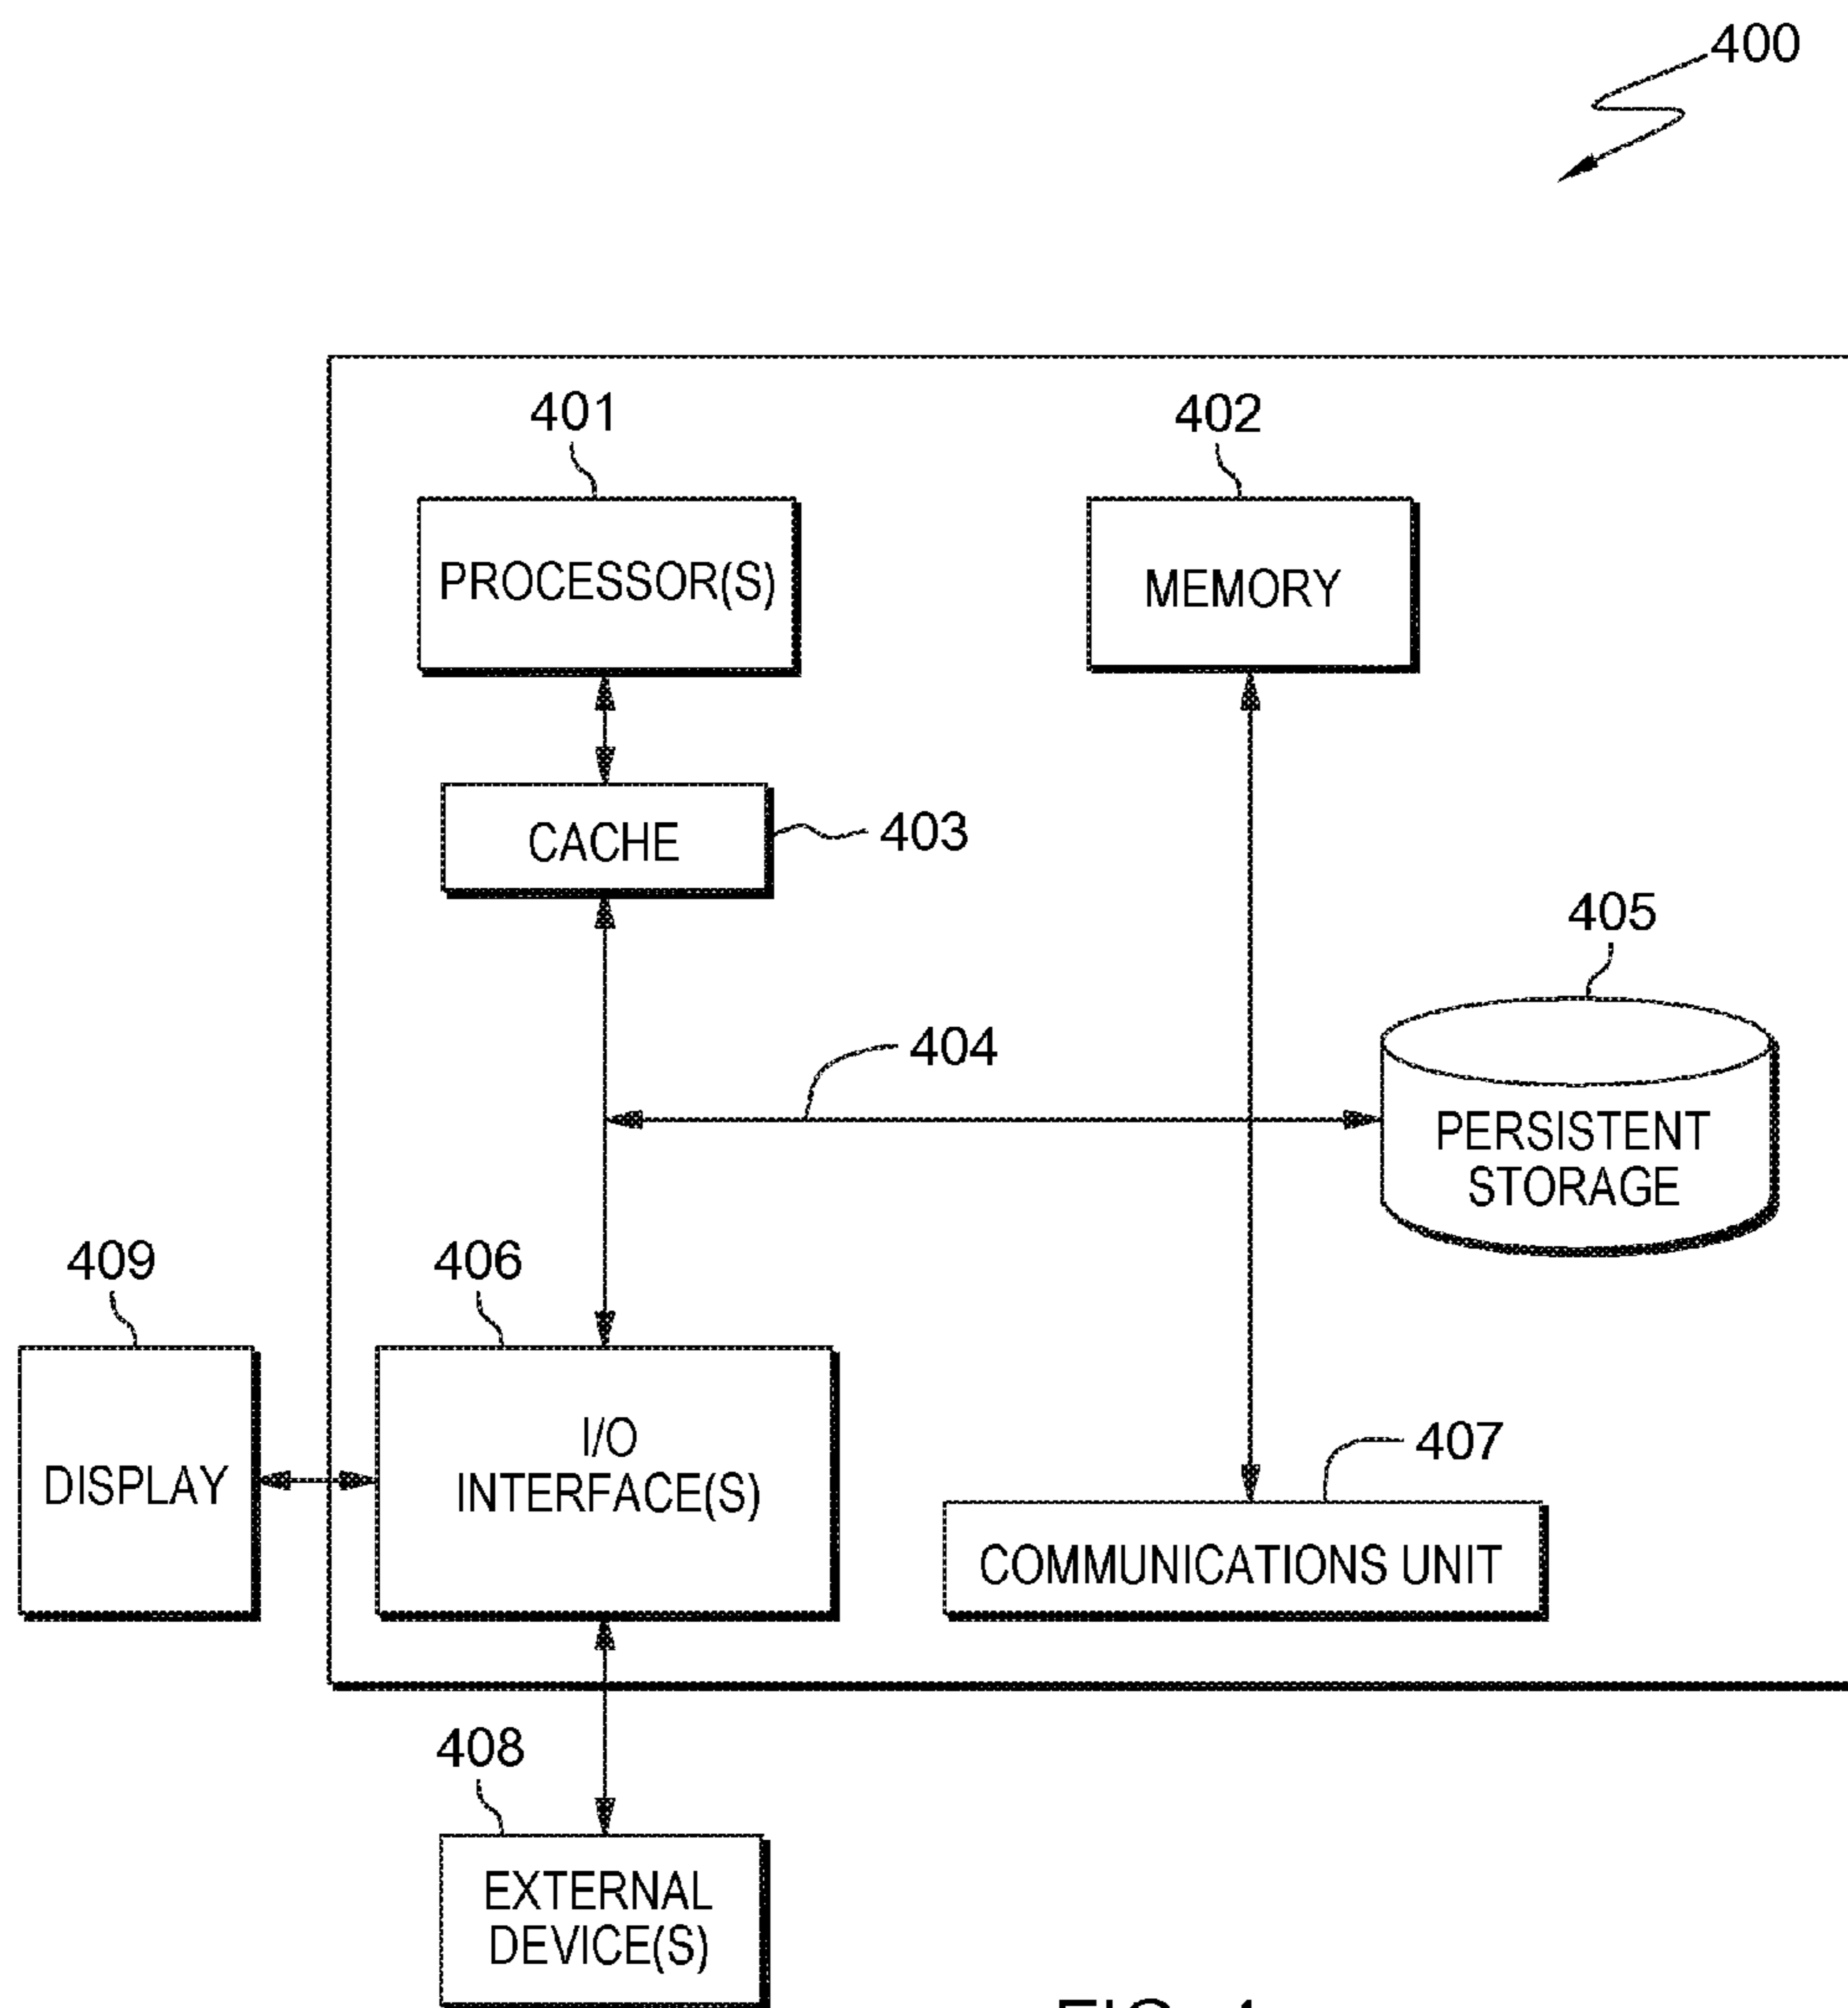 400
401
402
PROCESSOR(S)
MEMORY
CACHE
403
405
404
PERSISTENT
STORAGE
409
406
407
I/O
INTERFACE(S)
DISPLAY
COMMUNICATIONS UNIT
408
EXTERNAL
DEVICE(S)